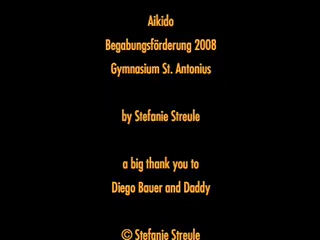 Aikido
Begabungsförderung 2008
Gymnasium St. Antonius
by Stefanie Streule
a big thank you to
Diego Bauer and Daddy
© Stefanie Streule